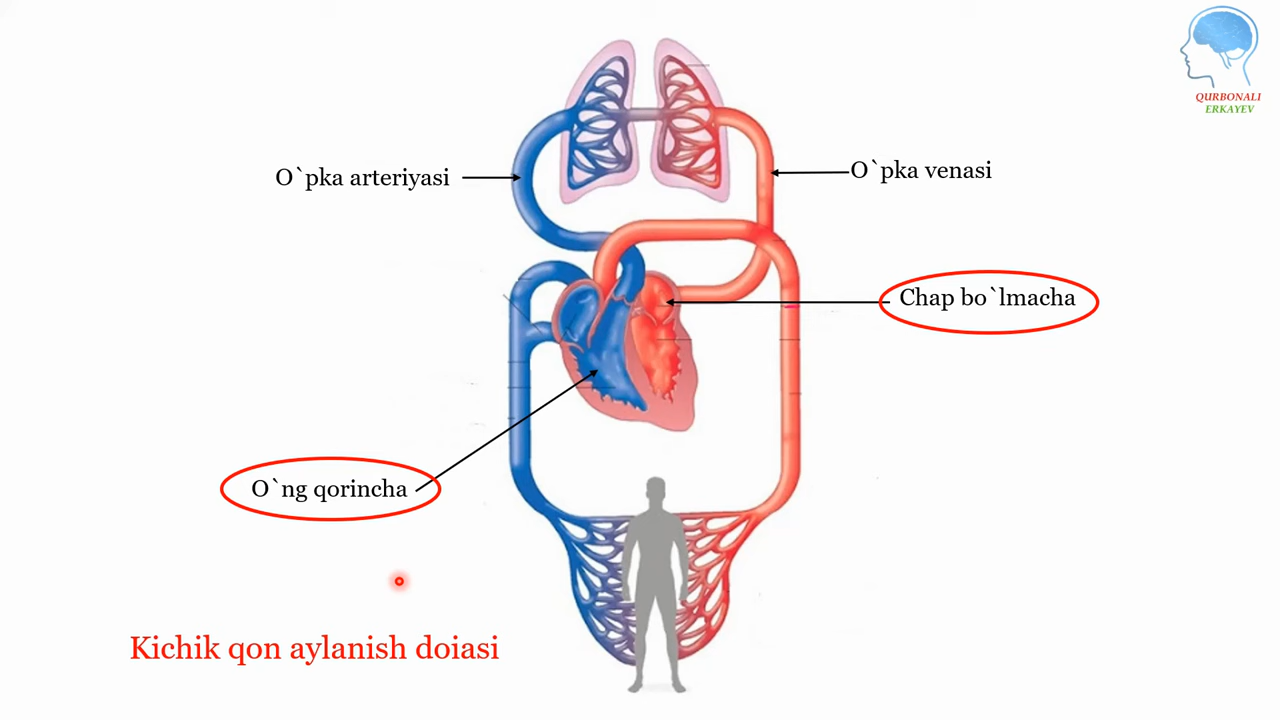 QURBONALI
ERKAYEV
O`pka arteriyasi
O`pka venasi
Chap bo`lmacha
O`ng qorincha
Kichik qon aylanish doiasi